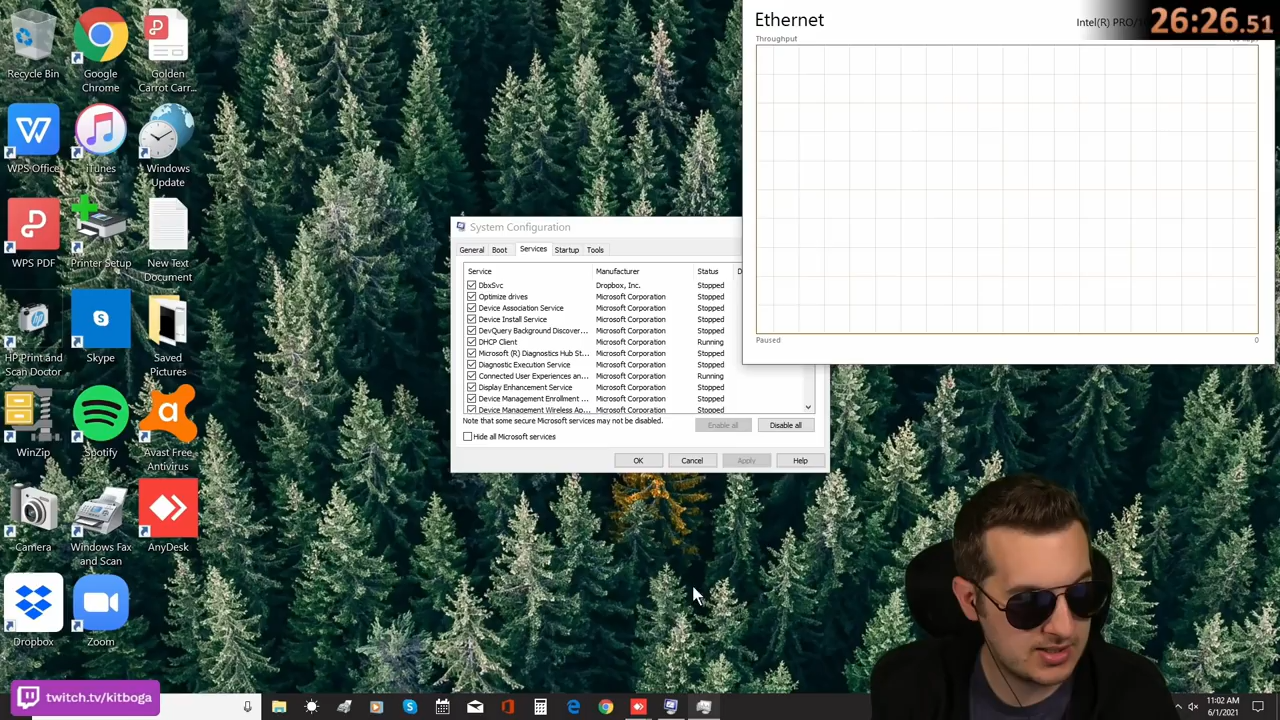 Recycle Bin
Google
Chrome
Golden
Carrot Carr...
WPS Office
iTunes
Windows
Update
WPS PDF
Printer Setup
New Text
Document
HP Print and
Scan Doctor
Skype
Saved
Pictures
WinZip
Spotify
Avast Free
Antivirus
Camera
Windows Fax
and Scan
AnyDesk
Dropbox
Zoom
twitch.tv/kitboga
System Configuration
General Boot Services Startup Tools
Service Manufacturer Status D
DbxSvc Dropbox, Inc. Stopped
Optimize drives Microsoft Corporation Stopped
Device Association Service Microsoft Corporation Stopped
Device Install Service Microsoft Corporation Stopped
DevQuery Background Discover... Microsoft Corporation Stopped
DHCP Client Microsoft Corporation Running
Microsoft (R) Diagnostics Hub St... Microsoft Corporation Stopped
Diagnostic Execution Service Microsoft Corporation Stopped
Connected User Experiences an... Microsoft Corporation Running
Display Enhancement Service Microsoft Corporation Stopped
Device Management Enrollment ... Microsoft Corporation Stopped
Device Management Wireless Ap... Microsoft Corporation Stopped
Note that some secure Microsoft services may not be disabled.
Enable all Disable all
Hide all Microsoft services
OK Cancel Apply Help
Ethernet
Intel(R) PRO/1
26:26.51
Throughput
Paused 0
11:02 AM
6/1/2021